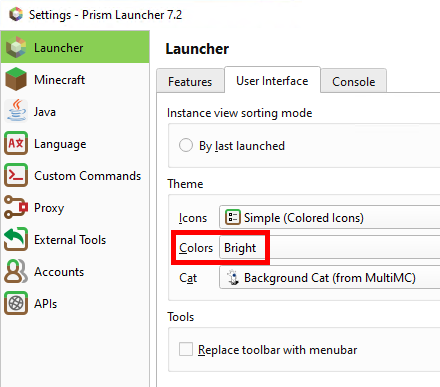 Settings - Prism Launcher 7.2
Launcher
Minecraft
Java
Language
Custom Commands
Proxy
External Tools
Accounts
APIs
Launcher
Features User Interface Console
Instance view sorting mode
By last launched
Theme
Icons Simple (Colored Icons)
Colors Bright
Cat Background Cat (from MultiMC)
Tools
Replace toolbar with menubar